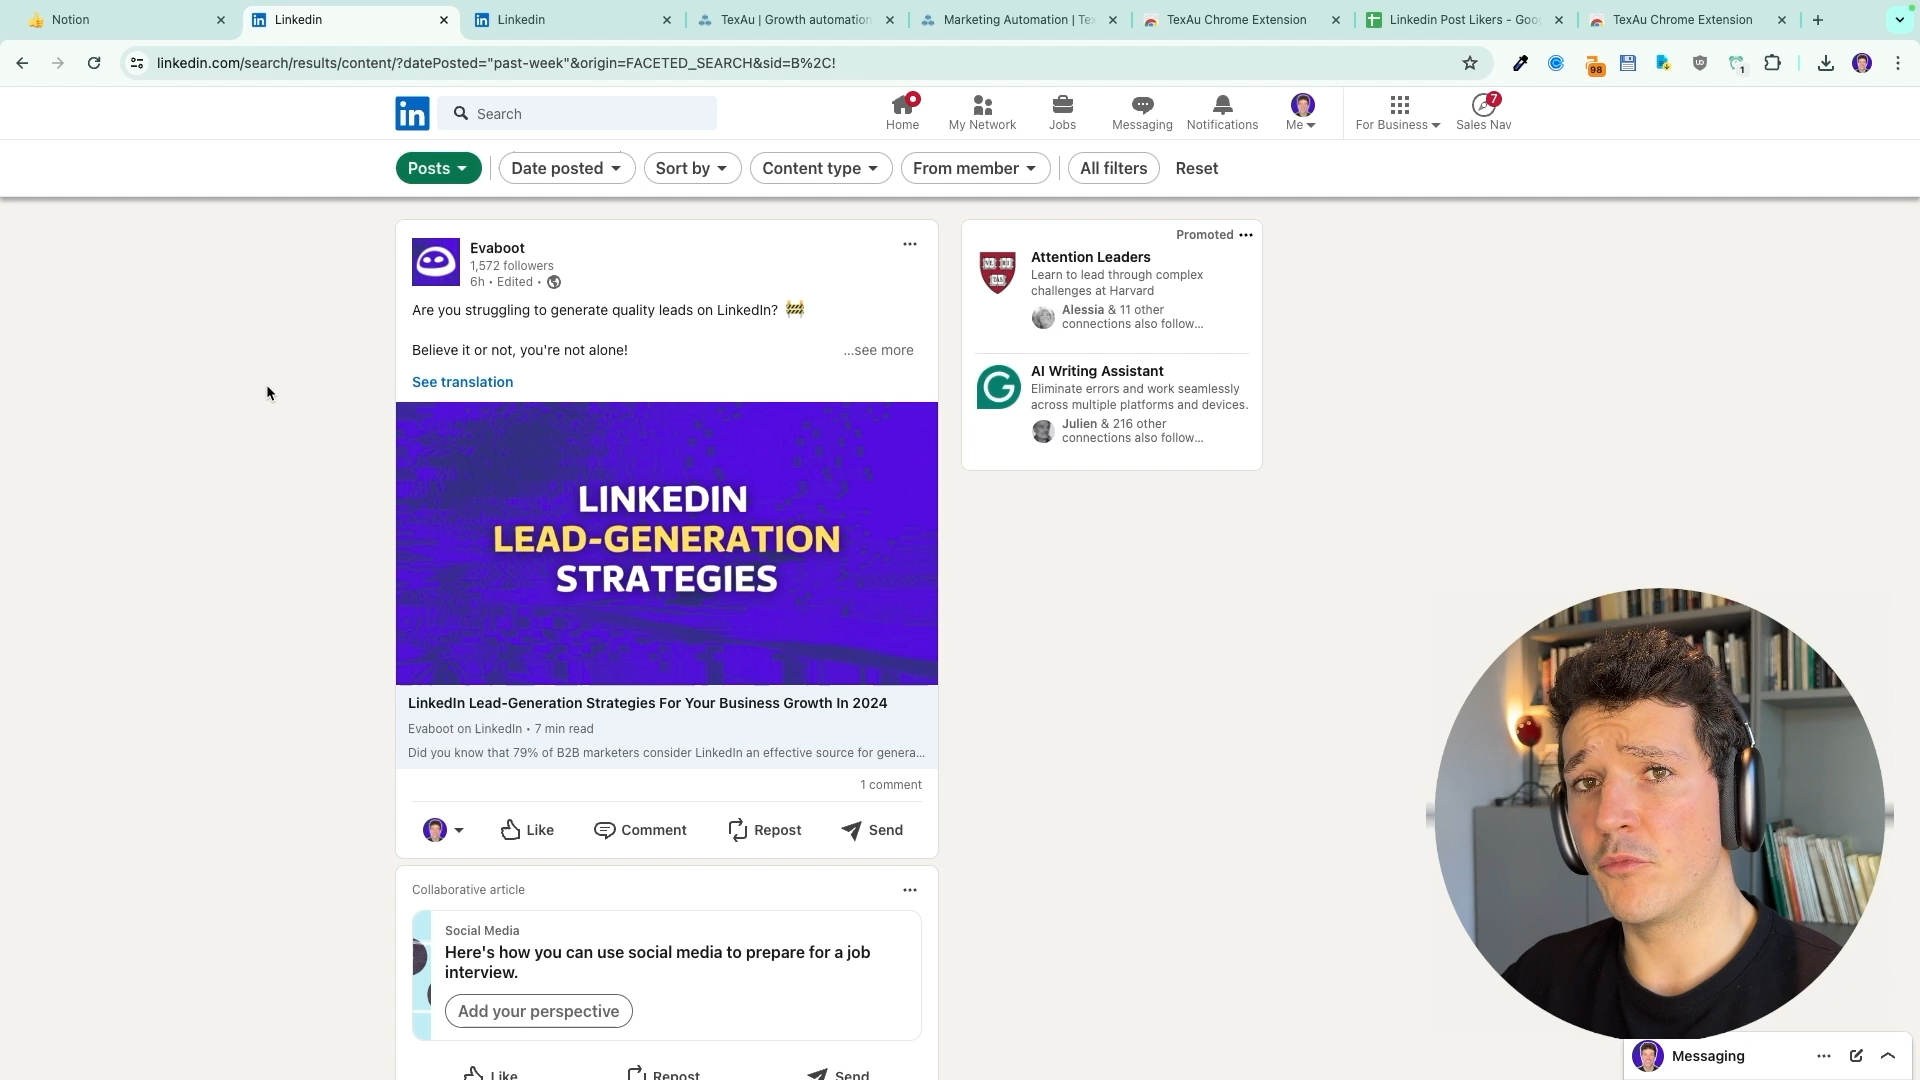 Notion
Linkedin
Linkedin
TexAu | Growth automation
Marketing Automation | Tex
TexAu Chrome Extension
Linkedin Post Likers - Goog
TexAu Chrome Extension
linkedin.com/search/results/content/?datePosted="past-week"&origin=FACETED_SEARCH&sid=B%2C!
98
1
in
Search
Home
My Network
Jobs
Messaging
Notifications
Me
For Business
7
Sales Nav
Posts
Date posted
Sort by
Content type
From member
All filters
Reset
Evaboot
1,572 followers
6h • Edited •
Are you struggling to generate quality leads on LinkedIn?
Believe it or not, you're not alone!
...see more
See translation
LINKEDIN
LEAD-GENERATION
STRATEGIES
LinkedIn Lead-Generation Strategies For Your Business Growth In 2024
Evaboot on LinkedIn • 7 min read
Did you know that 79% of B2B marketers consider LinkedIn an effective source for genera...
1 comment
Like
Comment
Repost
Send
Collaborative article
Social Media
Here's how you can use social media to prepare for a job
interview.
Add your perspective
Like
Repost
Send
Promoted
Attention Leaders
Learn to lead through complex
challenges at Harvard
Alessia & 11 other
connections also follow...
AI Writing Assistant
Eliminate errors and work seamlessly
across multiple platforms and devices.
Julien & 216 other
connections also follow...
Messaging